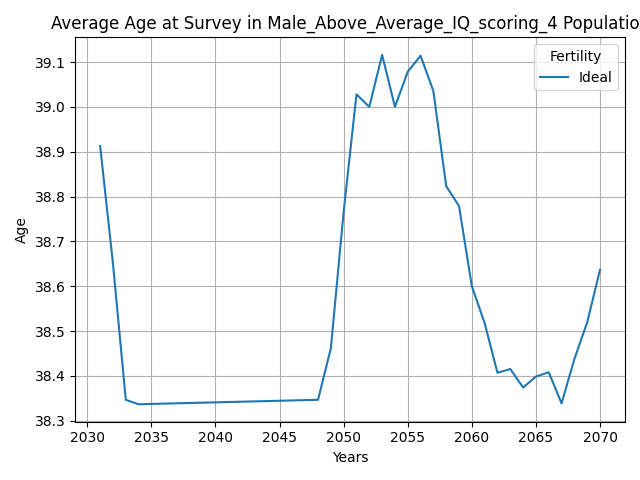 Average Age at Survey in Male_Above_Average_IQ_scoring_4 Populatio
Fertility
Ideal
39.1
39.0
38.9
38.8
38.7
38.6
38.5
38.4
38.3
Age
2030 2035 2040 2045 2050 2055 2060 2065 2070
Years